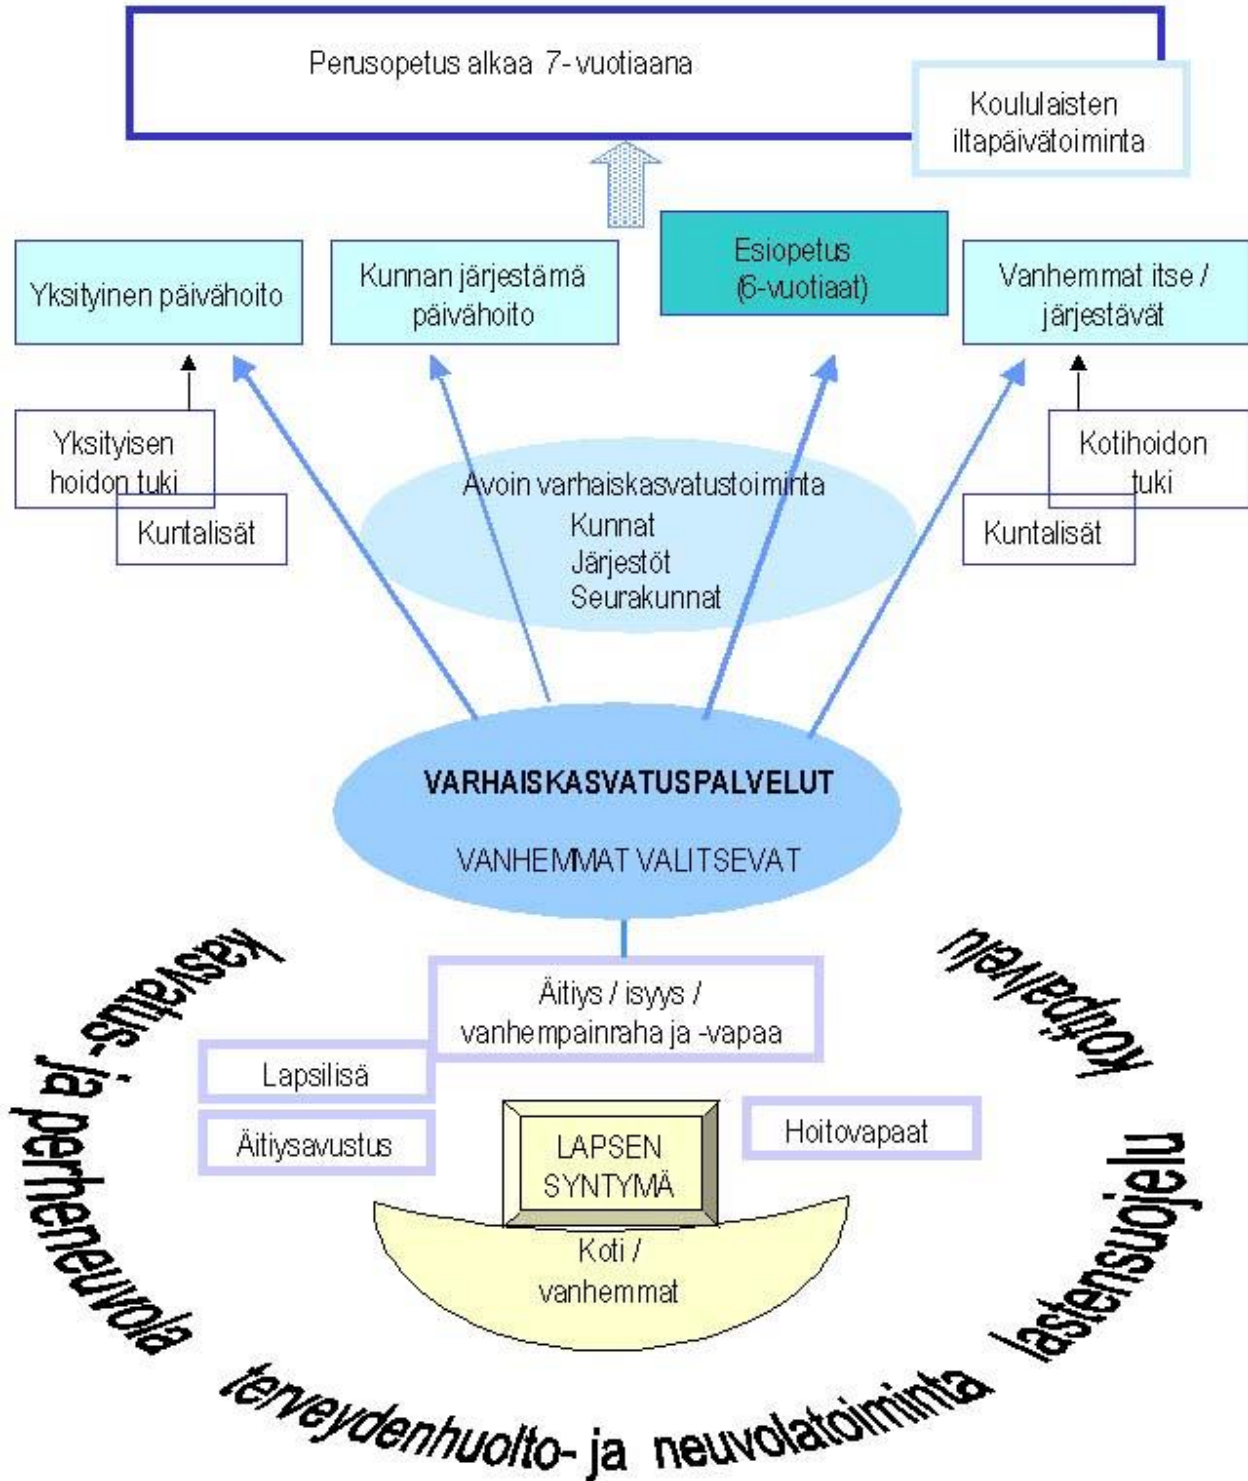 Perusopetus alkaa 7- vuotiaana
Koululaisten
iltapäivätoiminta
Yksityinen päivähoito
Kunnan järjestämä
päivähoito
Esiopetus
(6-vuotiaat)
Vanhemmat itse /
järjestävät
Yksityisen
hoidon tuki
Kuntalisät
Kotihoidon
tuki
Kuntalisät
Avoin varhaiskasvatustoiminta
Kunnat
Järjestöt
Seurakunnat
VARHAISKASVATUSPALVELUT
VANHEMMAT VALITSEVAT
Äitiys / isyys /
vanhempainraha ja -vapaa
Lapsilisä
Äitiysavustus
Hoitovapaat
LAPSEN
SYNTYMÄ
Koti /
vanhemmat
kasvatus- ja perheneuvola
terveydenhuolto- ja neuvolatoiminta
lastensuojelu
kotipalvelu